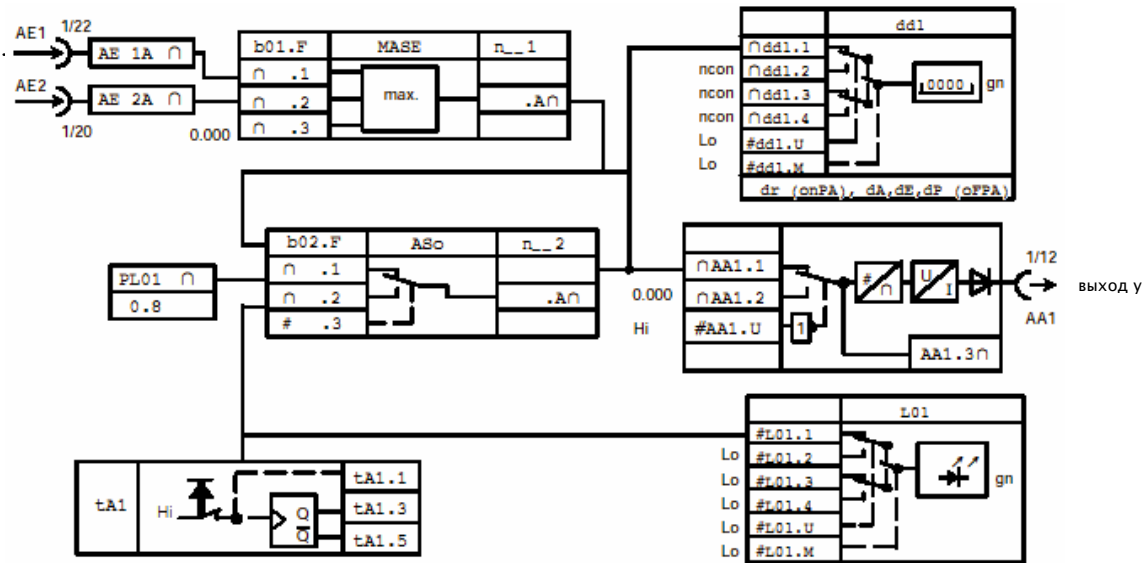 AE1 1/22
AE 1A ∩
AE2
AE 2A ∩
1/20
0.000
b01.F MASE n__1
∩ .1
∩ .2
∩ .3
max.
.A∩
dd1
∩dd1.1
ncon ∩dd1.2
ncon ∩dd1.3
ncon ∩dd1.4
Lo #dd1.U
Lo #dd1.M
0000 gn
dr (onPA), dA,dE,dP (oFPA)
PL01 ∩
0.8
b02.F ASo n__2
∩ .1
∩ .2
# .3
.A∩
∩AA1.1
0.000 ∩AA1.2
Hi #AA1.U
1
# ∩
U I
AA1.3∩
1/12
AA1
выход y
tA1
Hi
Q
Q̅
tA1.1
tA1.3
tA1.5
L01
#L01.1
Lo #L01.2
Lo #L01.3
Lo #L01.4
Lo #L01.U
Lo #L01.M
gn